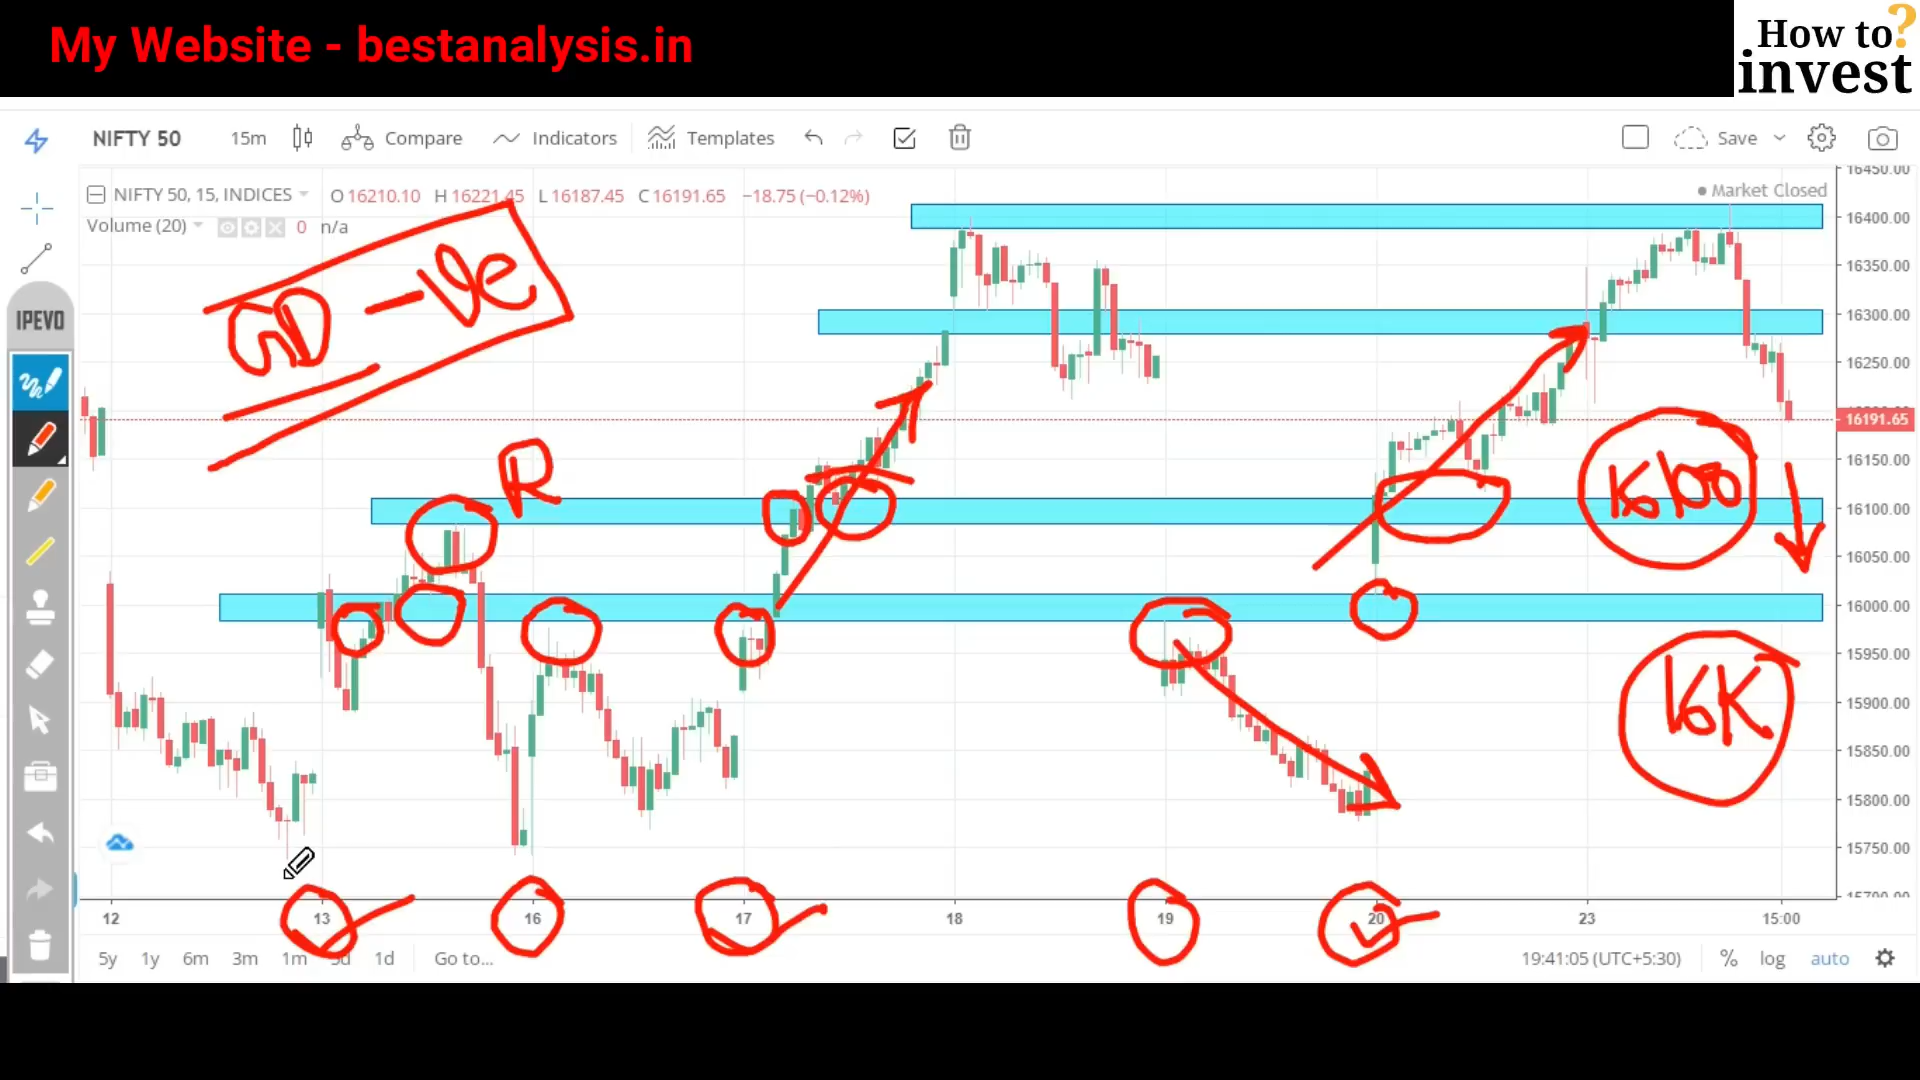 My Website - bestanalysis.in
How to?
invest
NIFTY 50 15m Compare Indicators Templates Save
NIFTY 50, 15, INDICES O 16210.10 H 16221.45 L 16187.45 C 16191.65 −18.75 (−0.12%)
Market Closed
Volume (20) 0 n/a
IPEVO
GD -Ve
R
16100
16K
16450.00
16400.00
16350.00
16300.00
16250.00
16191.65
16150.00
16100.00
16050.00
16000.00
15950.00
15900.00
15850.00
15800.00
15750.00
15700.00
12 13 16 17 18 19 20 23 15:00
5y 1y 6m 3m 1m 5d 1d Go to... 19:41:05 (UTC+5:30) % log auto